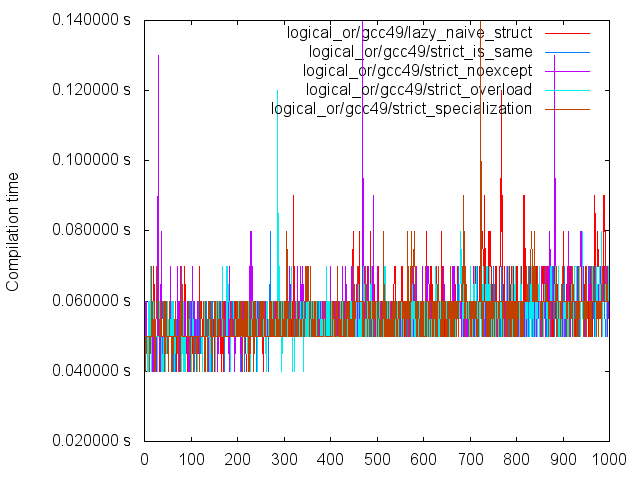 0.140000 s
logical_or/gcc49/lazy_naive_struct
logical_or/gcc49/strict_is_same
logical_or/gcc49/strict_noexcept
logical_or/gcc49/strict_overload
logical_or/gcc49/strict_specialization
0.120000 s
0.100000 s
0.080000 s
0.060000 s
0.040000 s
0.020000 s
Compilation time
0 100 200 300 400 500 600 700 800 900 1000